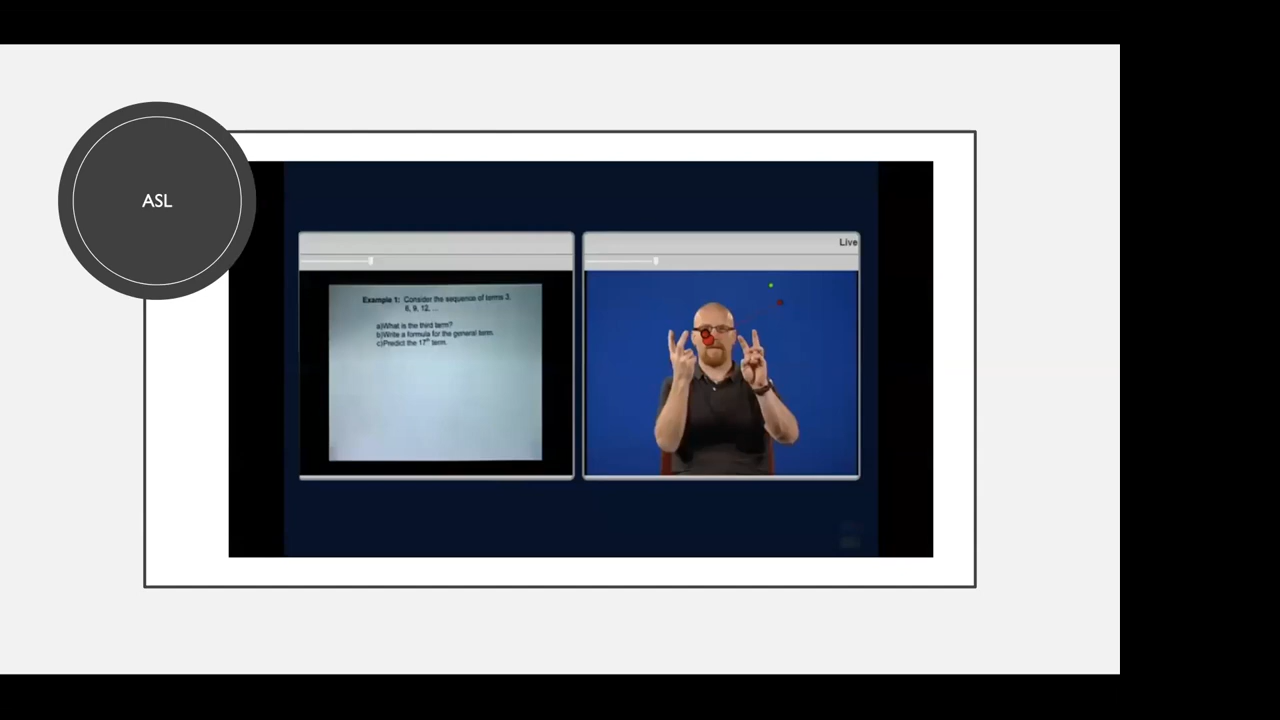 ASL
Live
Example 1: Consider the sequence of terms 3,
6, 9, 12, ...
a)What is the third term?
b)Write a formula for the general term.
c)Predict the 17th term.